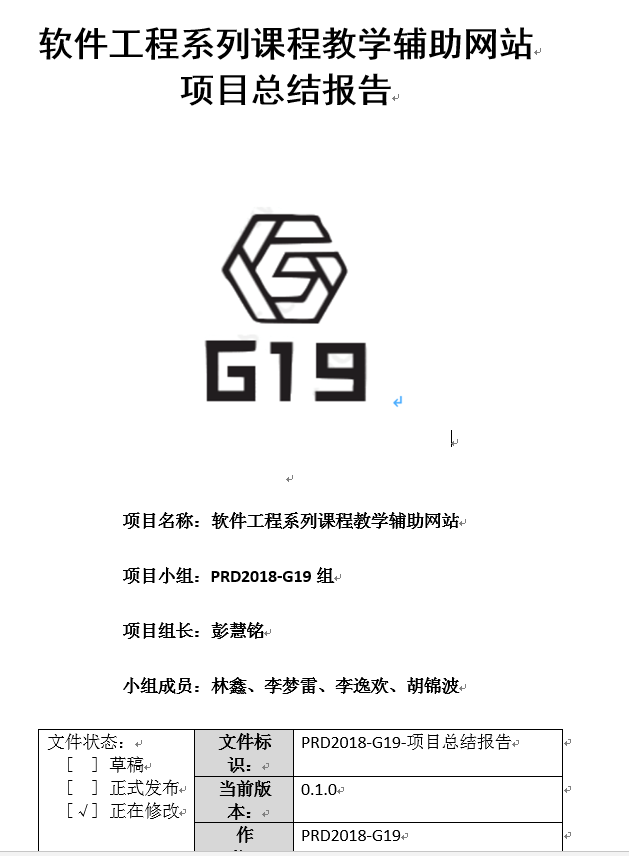 软件工程系列课程教学辅助网站
项目总结报告
G19
项目名称：软件工程系列课程教学辅助网站
项目小组：PRD2018-G19 组
项目组长：彭慧铭
小组成员：林鑫、李梦雷、李逸欢、胡锦波
文件状态：
[ ] 草稿
[ ] 正式发布
[√] 正在修改
文件标
识：
PRD2018-G19-项目总结报告
当前版
本：
0.1.0
作
PRD2018-G19